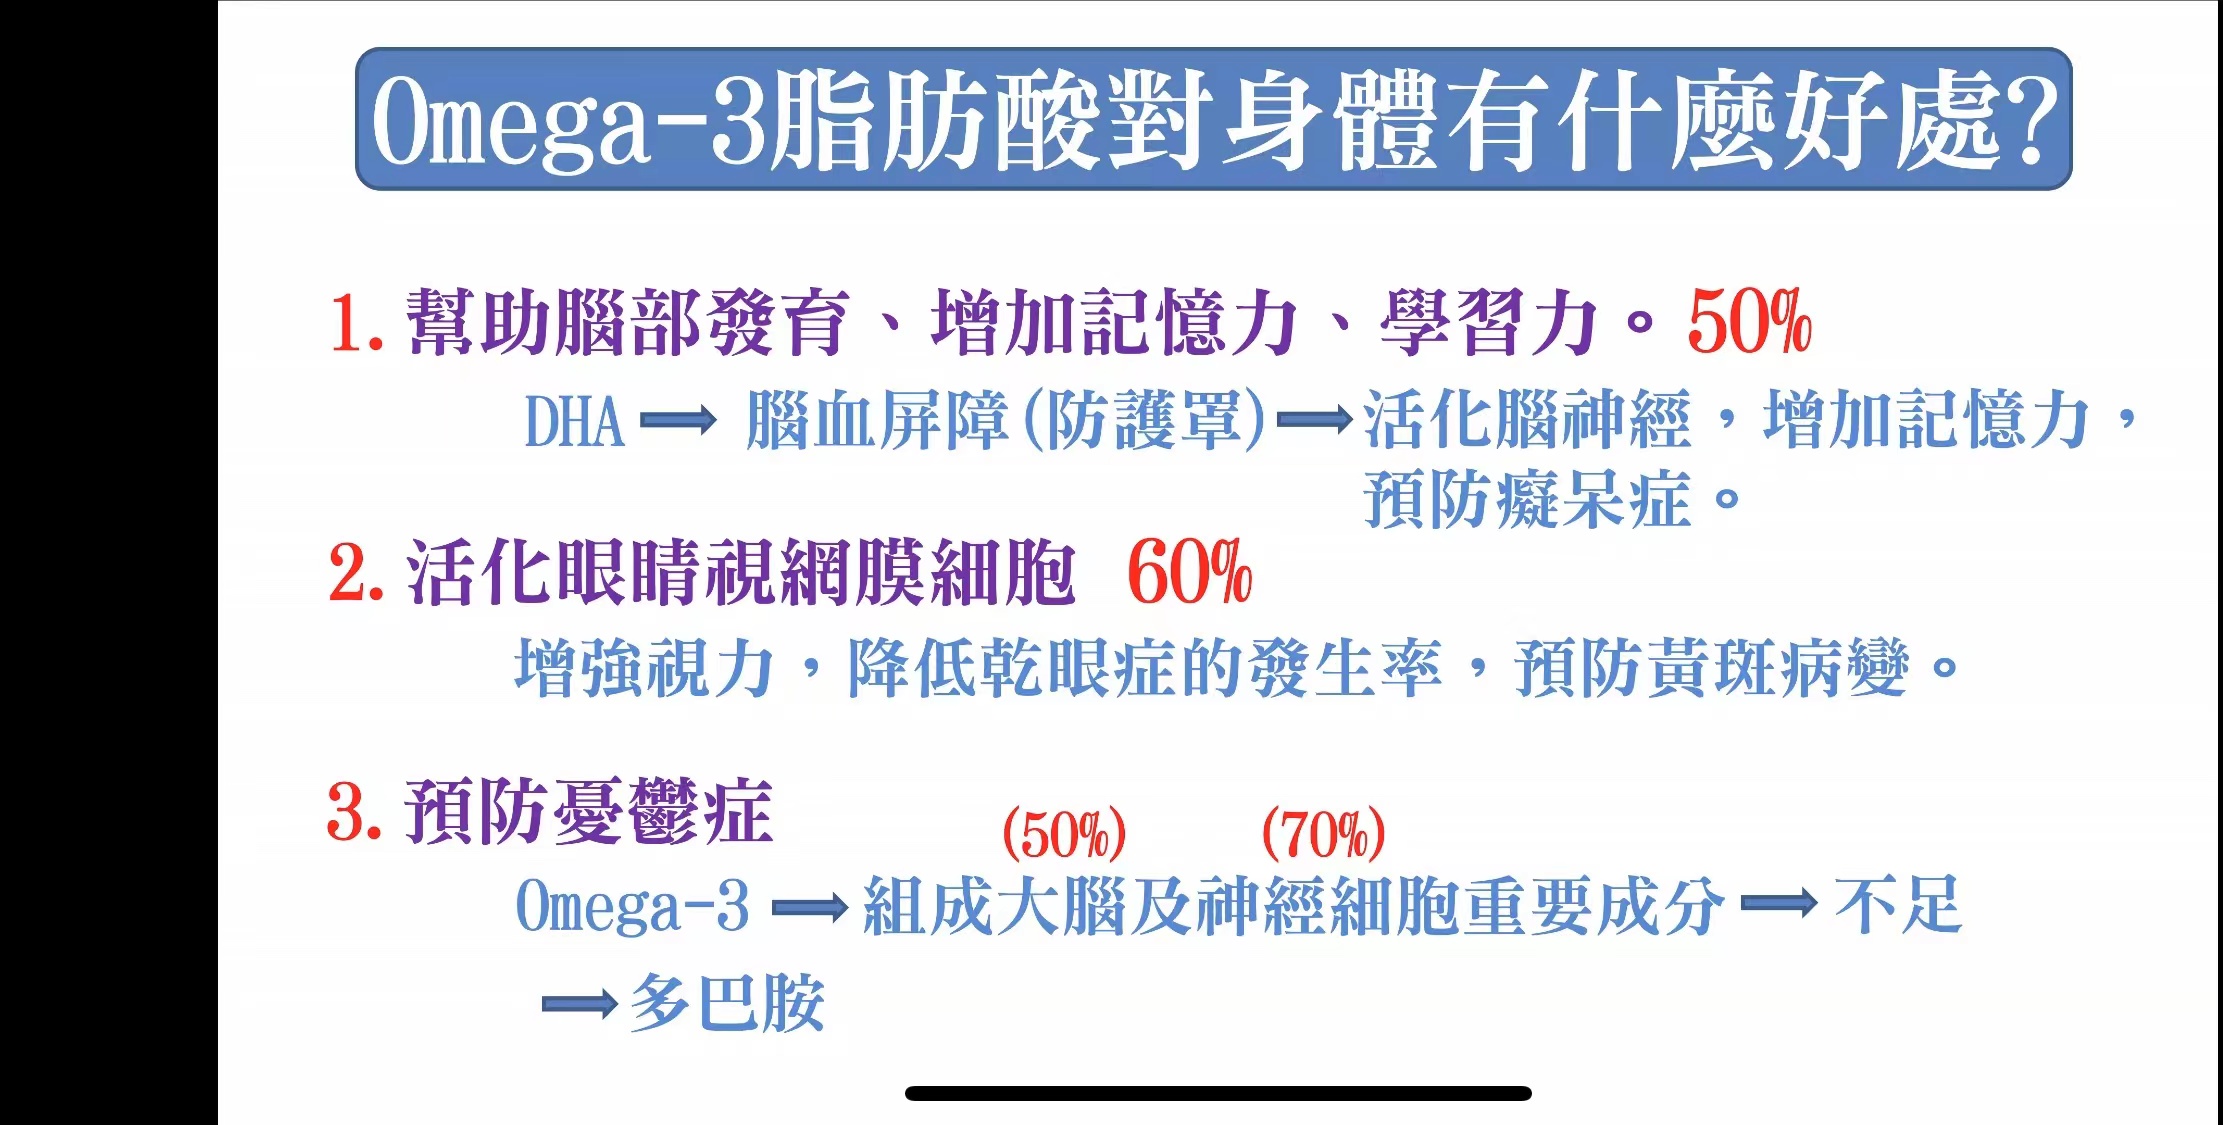 Omega-3脂肪酸對身體有什麼好處?
1. 幫助腦部發育、增加記憶力、學習力。50%
DHA→腦血屏障(防護罩)→活化腦神經，增加記憶力，
預防癡呆症。
2. 活化眼睛視網膜細胞 60%
增強視力，降低乾眼症的發生率，預防黃斑病變。
3. 預防憂鬱症
(50%) (70%)
Omega-3→組成大腦及神經細胞重要成分→不足
→多巴胺